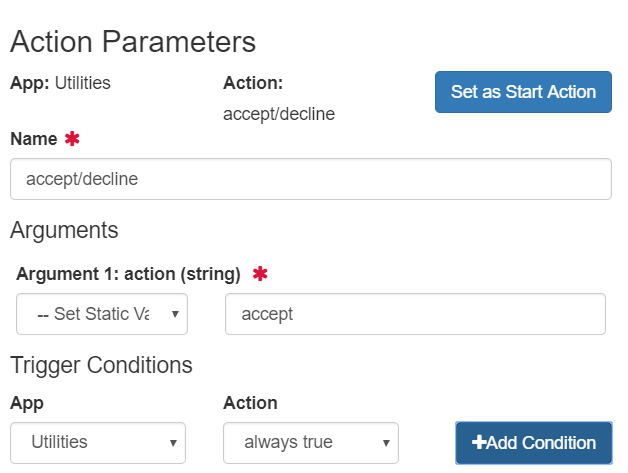 Action Parameters
App: Utilities Action: Set as Start Action
accept/decline
Name ✱
accept/decline
Arguments
Argument 1: action (string) ✱
-- Set Static Va accept
Trigger Conditions
App Action
Utilities always true +Add Condition